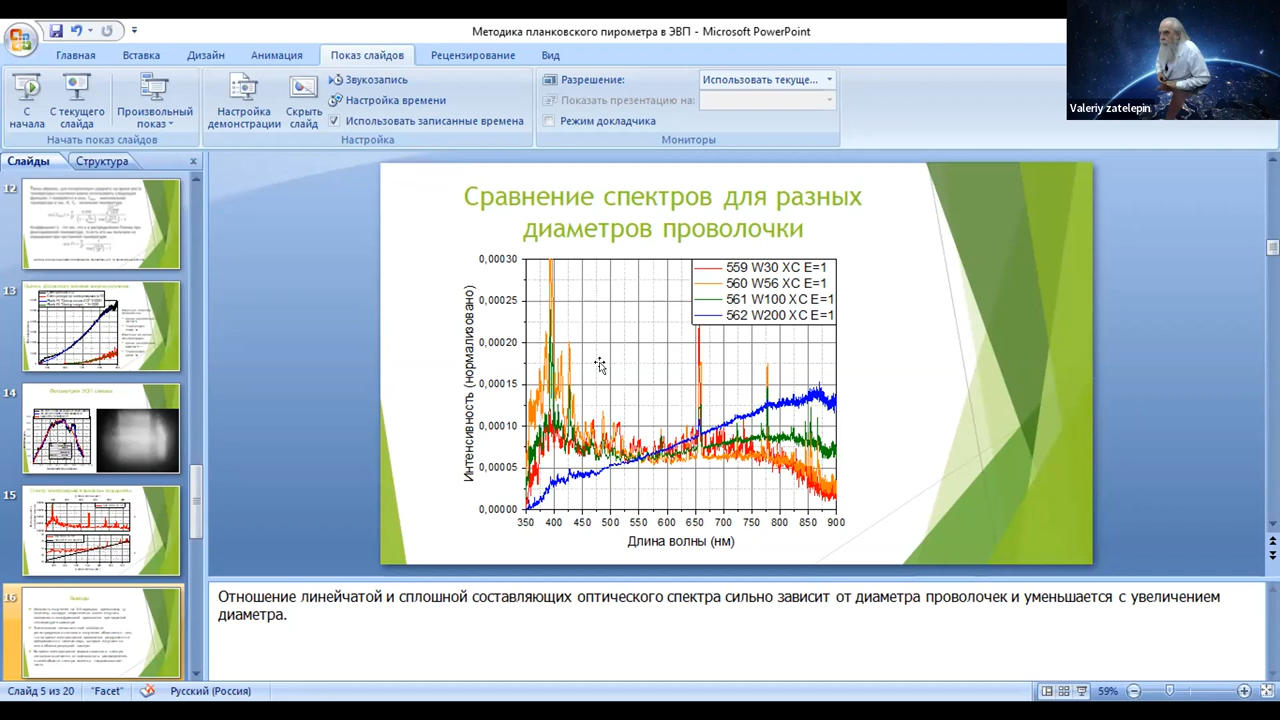 Методика планковского пирометра в ЭВП - Microsoft PowerPoint
Главная Вставка Дизайн Анимация Показ слайдов Рецензирование Вид
С начала
С текущего слайда
Произвольный показ
Начать показ слайдов
Настройка демонстрации
Скрыть слайд
Звукозапись
Настройка времени
Использовать записанные времена
Настройка
Разрешение: Использовать текуще...
Показать презентацию на:
Режим докладчика
Мониторы
Valeriy zatelepin
Слайды Структура
12
13
14
15
16
Выводы
Сравнение спектров для разных
диаметров проволочки
559 W30 XC E=1
560 W56 XC E=1
561 W100 XC E=1
562 W200 XC E=1
Интенсивность (нормализовано)
0,00030
0,00025
0,00020
0,00015
0,00010
0,00005
0,00000
350 400 450 500 550 600 650 700 750 800 850 900
Длина волны (нм)
Отношение линейчатой и сплошной составляющих оптического спектра сильнозависит от диаметра проволочек и уменьшается с увеличением
диаметра.
Слайд 5 из 20 "Facet" Русский (Россия) 59%